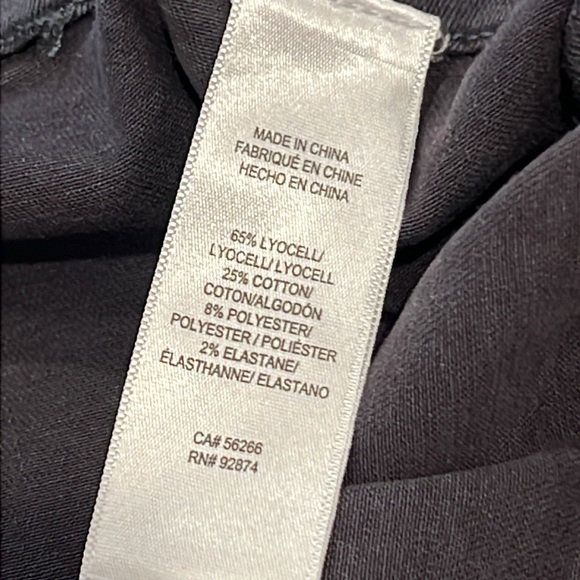 MADE IN CHINA
FABRIQUÉ EN CHINE
HECHO EN CHINA
65% LYOCELL/
LYOCELL/ LYOCELL
25% COTTON/
COTON/ALGODÓN
8% POLYESTER/
POLYESTER / POLIÉSTER
2% ELASTANE/
ÉLASTHANNE/ ELASTANO
CA# 56266
RN# 92874